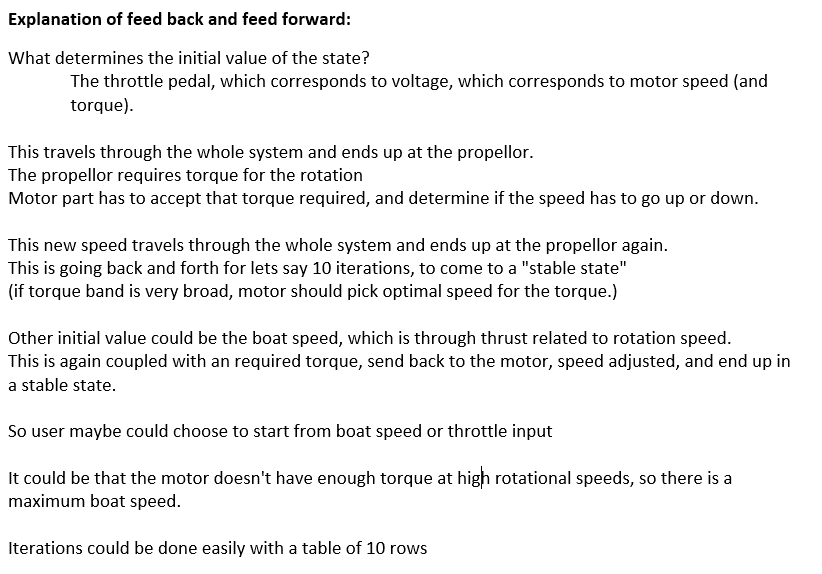 Explanation of feed back and feed forward:
What determines the initial value of the state?
The throttle pedal, which corresponds to voltage, which corresponds to motor speed (and
torque).
This travels through the whole system and ends up at the propellor.
The propellor requires torque for the rotation
Motor part has to accept that torque required, and determine if the speed has to go up or down.
This new speed travels through the whole system and ends up at the propellor again.
This is going back and forth for lets say 10 iterations, to come to a "stable state"
(if torque band is very broad, motor should pick optimal speed for the torque.)
Other initial value could be the boat speed, which is through thrust related to rotation speed.
This is again coupled with an required torque, send back to the motor, speed adjusted, and end up in
a stable state.
So user maybe could choose to start from boat speed or throttle input
It could be that the motor doesn't have enough torque at high rotational speeds, so there is a
maximum boat speed.
Iterations could be done easily with a table of 10 rows